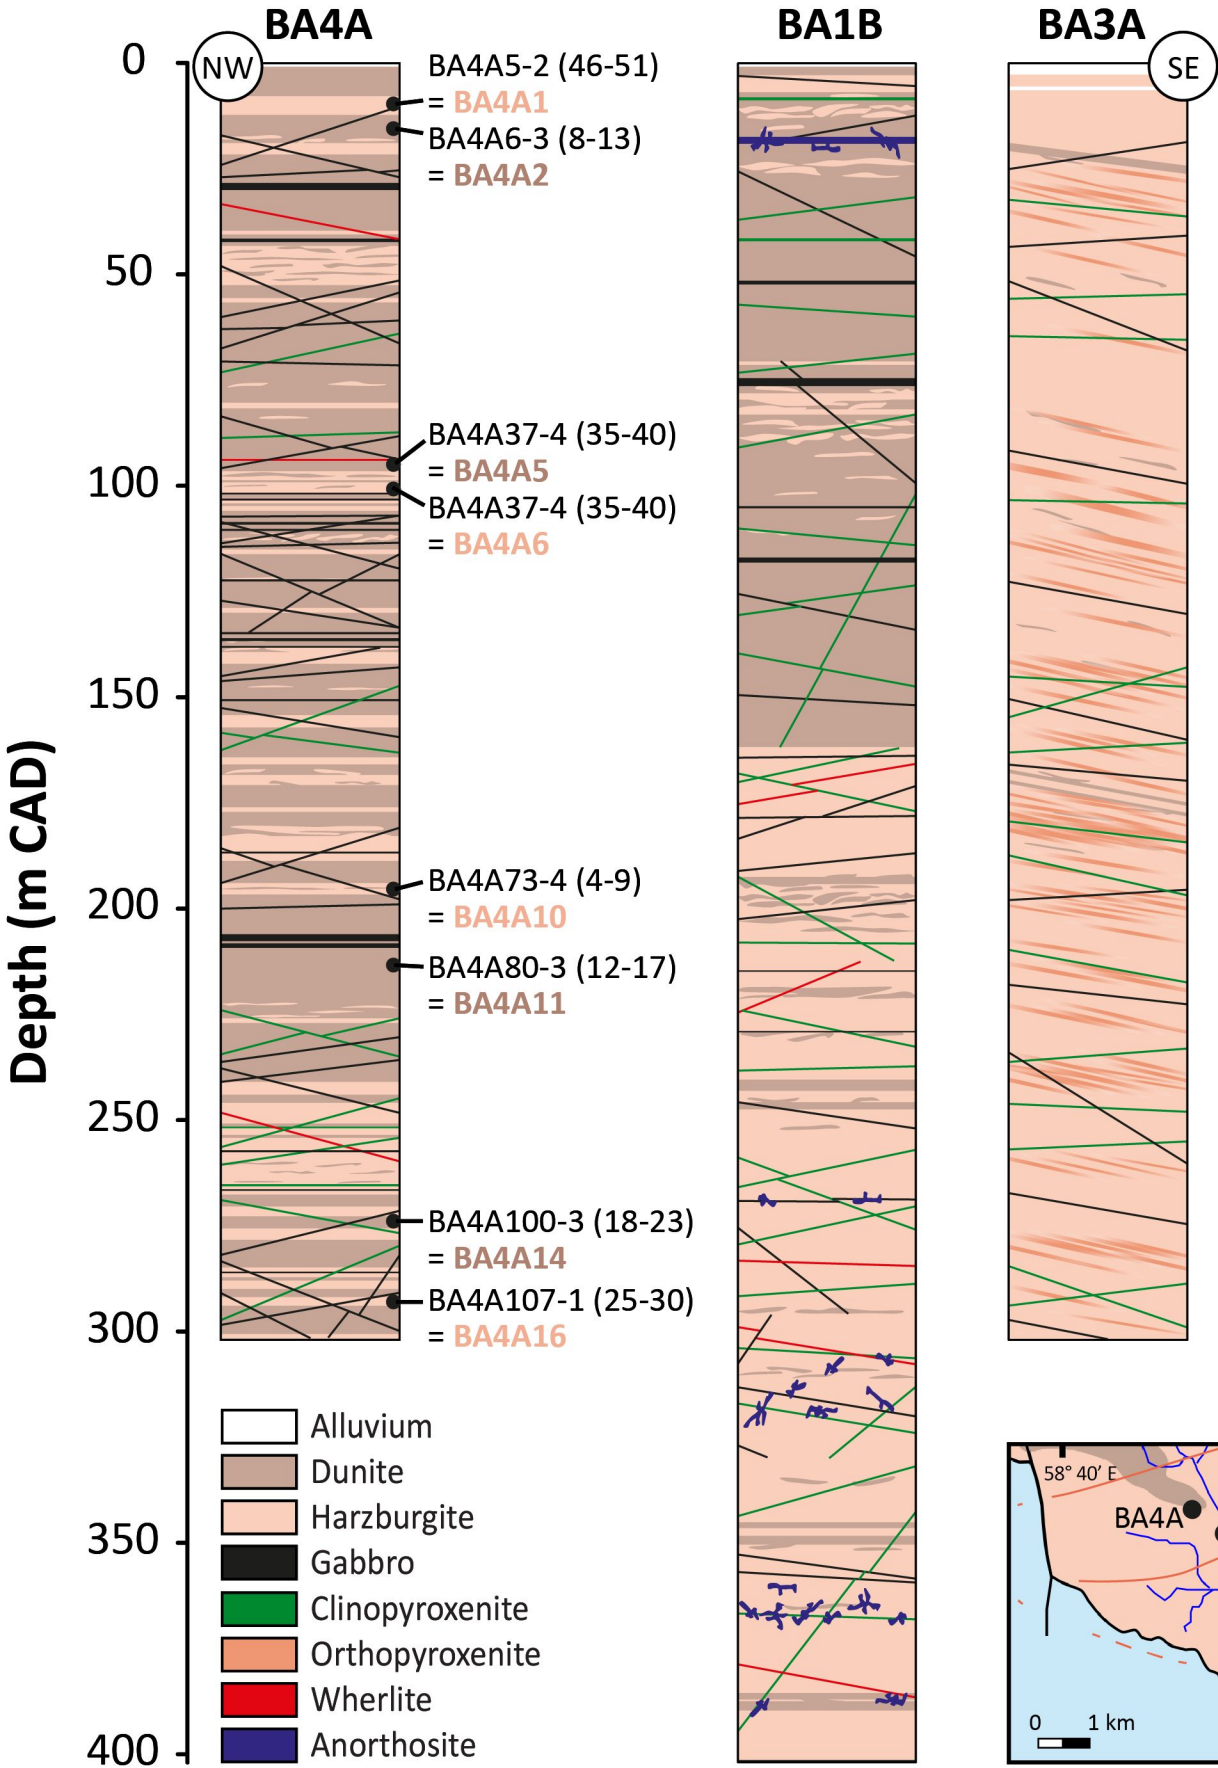 BA4A
BA1B
BA3A
NW
SE
0
50
100
150
200
250
300
350
400
Depth (m CAD)
BA4A5-2 (46-51)
= BA4A1
BA4A6-3 (8-13)
= BA4A2
BA4A37-4 (35-40)
= BA4A5
BA4A37-4 (35-40)
= BA4A6
BA4A73-4 (4-9)
= BA4A10
BA4A80-3 (12-17)
= BA4A11
BA4A100-3 (18-23)
= BA4A14
BA4A107-1 (25-30)
= BA4A16
Alluvium
Dunite
Harzburgite
Gabbro
Clinopyroxenite
Orthopyroxenite
Wherlite
Anorthosite
58° 40' E
BA4A
0 1 km